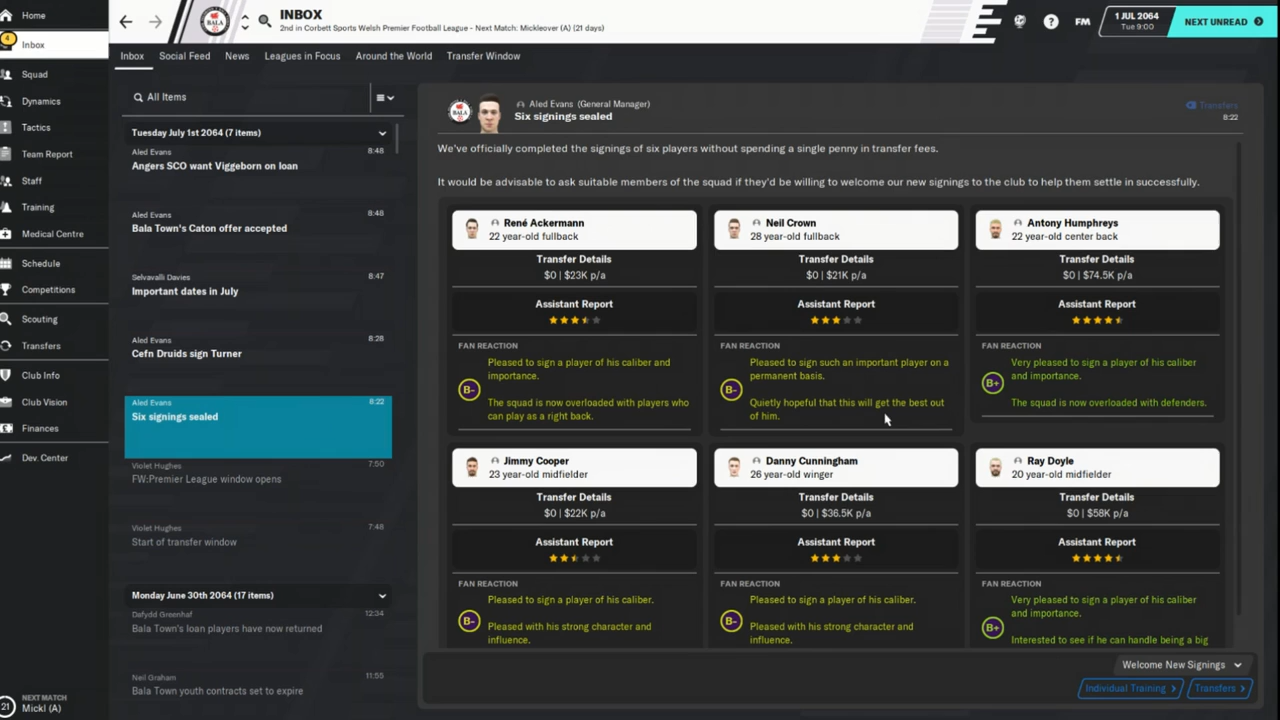 Home
INBOX
2nd in Corbett Sports Welsh Premier Football League - Next Match: Mickleover (A) (21 days)
FM
1 JUL 2064
Tue 9:00
NEXT UNREAD
4
Inbox
Squad
Dynamics
Tactics
Team Report
Staff
Training
Medical Centre
Schedule
Competitions
Scouting
Transfers
Club Info
Club Vision
Finances
Dev. Center
NEXT MATCH
21
Mickl (A)
Inbox
Social Feed
News
Leagues in Focus
Around the World
Transfer Window
All Items
Tuesday July 1st 2064 (7 items)
Aled Evans
8:48
Angers SCO want Viggeborn on loan
Aled Evans
8:48
Bala Town's Caton offer accepted
Selvavalli Davies
8:47
Important dates in July
Aled Evans
8:28
Cefn Druids sign Turner
Aled Evans
8:22
Six signings sealed
Violet Hughes
7:50
FW:Premier League window opens
Violet Hughes
7:48
Start of transfer window
Monday June 30th 2064 (17 items)
Dafydd Greenhaf
12:34
Bala Town's loan players have now returned
Neil Graham
11:55
Bala Town youth contracts set to expire
BALA
Aled Evans (General Manager)
Six signings sealed
Transfers
8:22
We've officially completed the signings of six players without spending a single penny in transfer fees.
It would be advisable to ask suitable members of the squad if they'd be willing to welcome our new signings to the club to help them settle in successfully.
René Ackermann
22 year-old fullback
Transfer Details
$0 | $23K p/a
Assistant Report
FAN REACTION
B-
Pleased to sign a player of his caliber and
importance.
The squad is now overloaded with players who
can play as a right back.
Neil Crown
28 year-old fullback
Transfer Details
$0 | $21K p/a
Assistant Report
FAN REACTION
B-
Pleased to sign such an important player on a
permanent basis.
Quietly hopeful that this will get the best out
of him.
Antony Humphreys
22 year-old center back
Transfer Details
$0 | $74.5K p/a
Assistant Report
FAN REACTION
B+
Very pleased to sign a player of his caliber
and importance.
The squad is now overloaded with defenders.
Jimmy Cooper
23 year-old midfielder
Transfer Details
$0 | $22K p/a
Assistant Report
FAN REACTION
B-
Pleased to sign a player of his caliber.
Pleased with his strong character and
influence.
Danny Cunningham
26 year-old winger
Transfer Details
$0 | $36.5K p/a
Assistant Report
FAN REACTION
B-
Pleased to sign a player of his caliber.
Pleased with his strong character and
influence.
Ray Doyle
20 year-old midfielder
Transfer Details
$0 | $58K p/a
Assistant Report
FAN REACTION
B+
Very pleased to sign a player of his caliber
and importance.
Interested to see if he can handle being a big
Welcome New Signings
Individual Training
Transfers